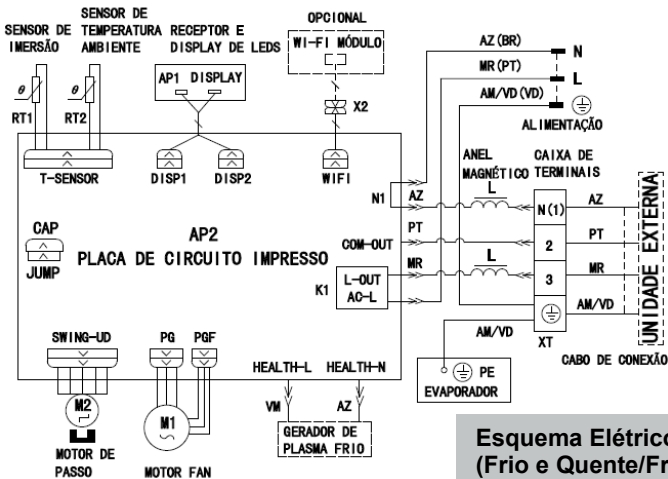 SENSOR DE IMERSÃO
SENSOR DE TEMPERATURA AMBIENTE
RECEPTOR E DISPLAY DE LEDS
OPCIONAL
WI-FI MÓDULO
AP1 DISPLAY
θ
RT1
θ
RT2
X2
AZ(BR)
N
MR(PT)
L
AM/VD(VD)
ALIMENTAÇÃO
T-SENSOR
DISP1
DISP2
WIFI
ANEL MAGNÉTICO
CAIXA DE TERMINAIS
N1
AZ
L
N(1)
AZ
CAP
JUMP
AP2
PLACA DE CIRCUITO IMPRESSO
COM-OUT
PT
2
PT
K1
L-OUT
AC-L
MR
L
3
MR
AM/VD
XT
UNIDADE EXTERNA
CABO DE CONEXÃO
AM/VD
PE
EVAPORADOR
SWING-UD
PG
PGF
HEALTH-L
HEALTH-N
M2
M1
VM
AZ
GERADOR DE PLASMA FRIO
MOTOR DE PASSO
MOTOR FAN
Esquema Elétrico
(Frio e Quente/Fr